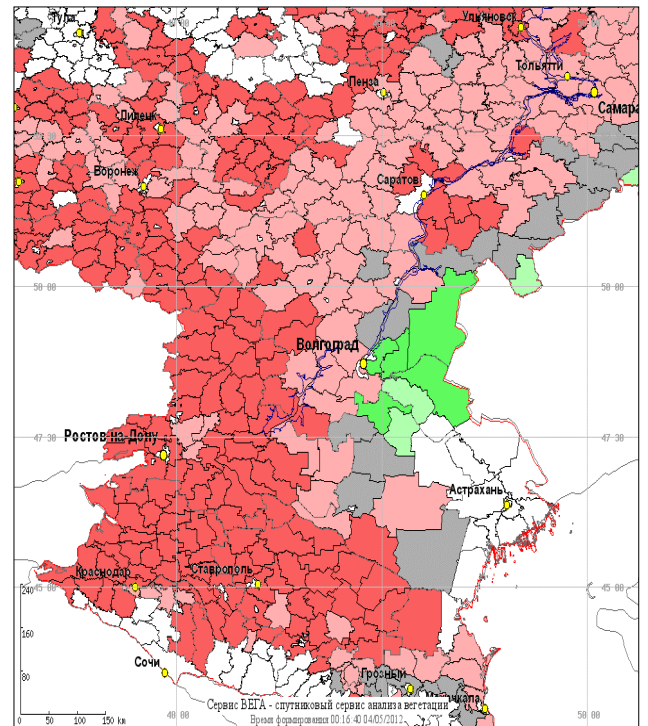 Тула
Ульяновск
Тольятти
Пенза
Самара
Липецк
Воронеж
Саратов
50 00
50 00
Волгоград
47 30
47 30
Ростов-на-Дону
Астрахань
Краснодар
Ставрополь
45 00
45 00
240
160
80
Сочи
Грозный
0 50 100 150 км
40 00
50 00
Сервис ВЕГА - спутниковый сервис анализа вегетации
Время формирования 00:16:40 04/05/2012